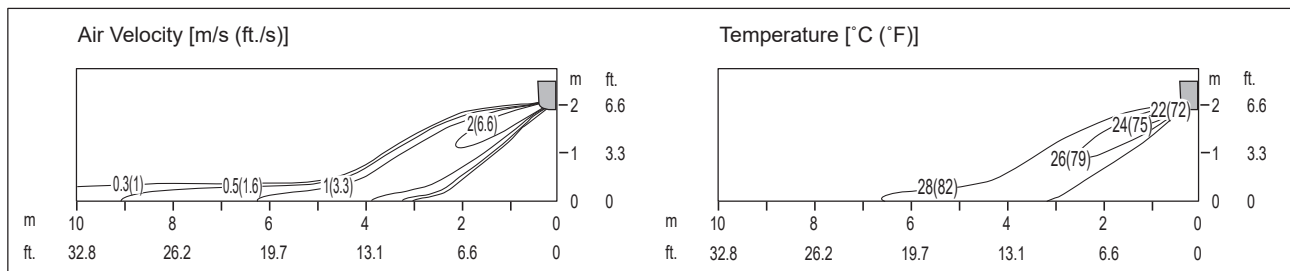 Air Velocity [m/s (ft./s)]
m ft.
2 6.6
1 3.3
0 0
2(6.6)
0.3(1) 0.5(1.6) 1(3.3)
m 10 8 6 4 2 0
ft. 32.8 26.2 19.7 13.1 6.6 0
Temperature [˚C (˚F)]
m ft.
2 6.6
1 3.3
0 0
22(72)
24(75)
26(79)
28(82)
m 10 8 6 4 2 0
ft. 32.8 26.2 19.7 13.1 6.6 0